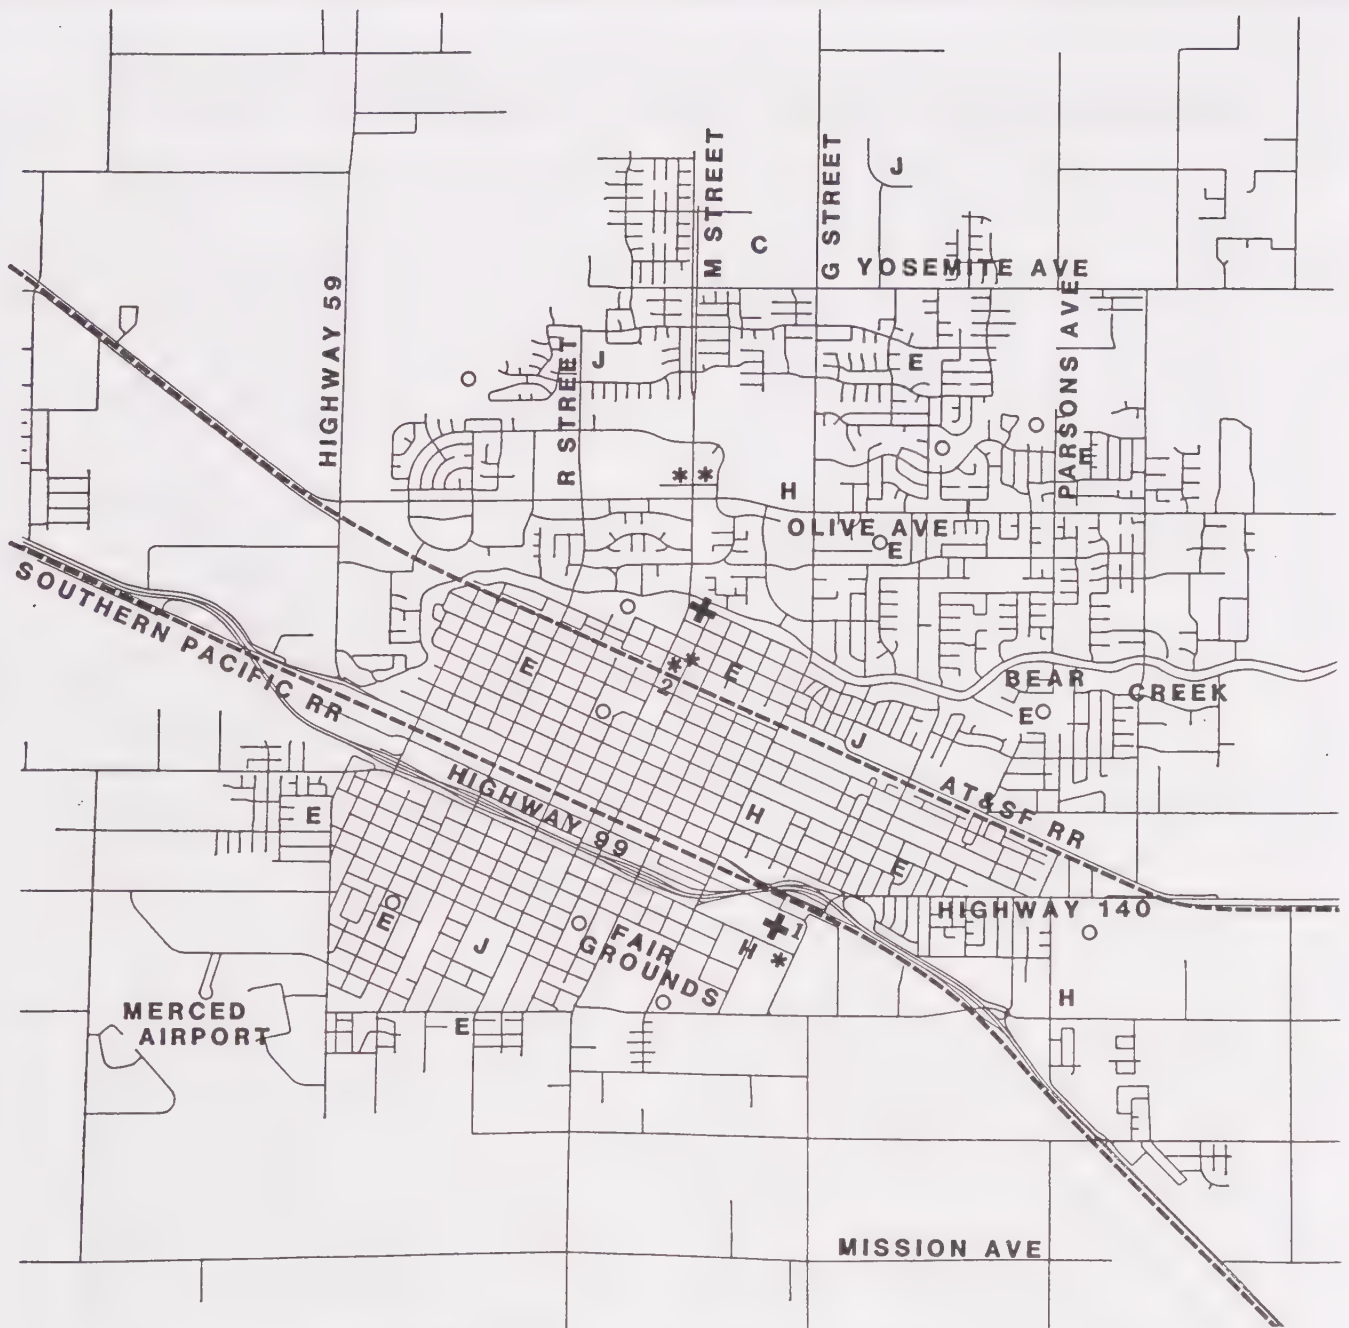 M STREET
G STREET
J
C
YOSEMITE AVE
HIGHWAY 59
PARSONS AVE
R STREET
J
E
E
* *
H
OLIVE AVE
E
SOUTHERN PACIFIC RR
E
* *
2
E
BEAR
CREEK
E
J
HIGHWAY 99
AT&SF RR
E
H
E
HIGHWAY 140
E
J
FAIR
GROUNDS
1
H *
H
MERCED
AIRPORT
E
MISSION AVE